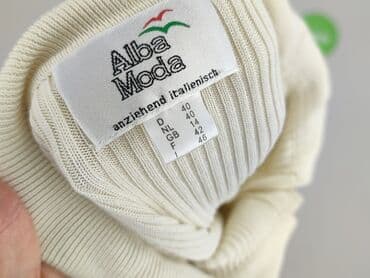 Alba
Moda
anziehend italienisch
D 40
NL 40
GB 14
F 42
I 46